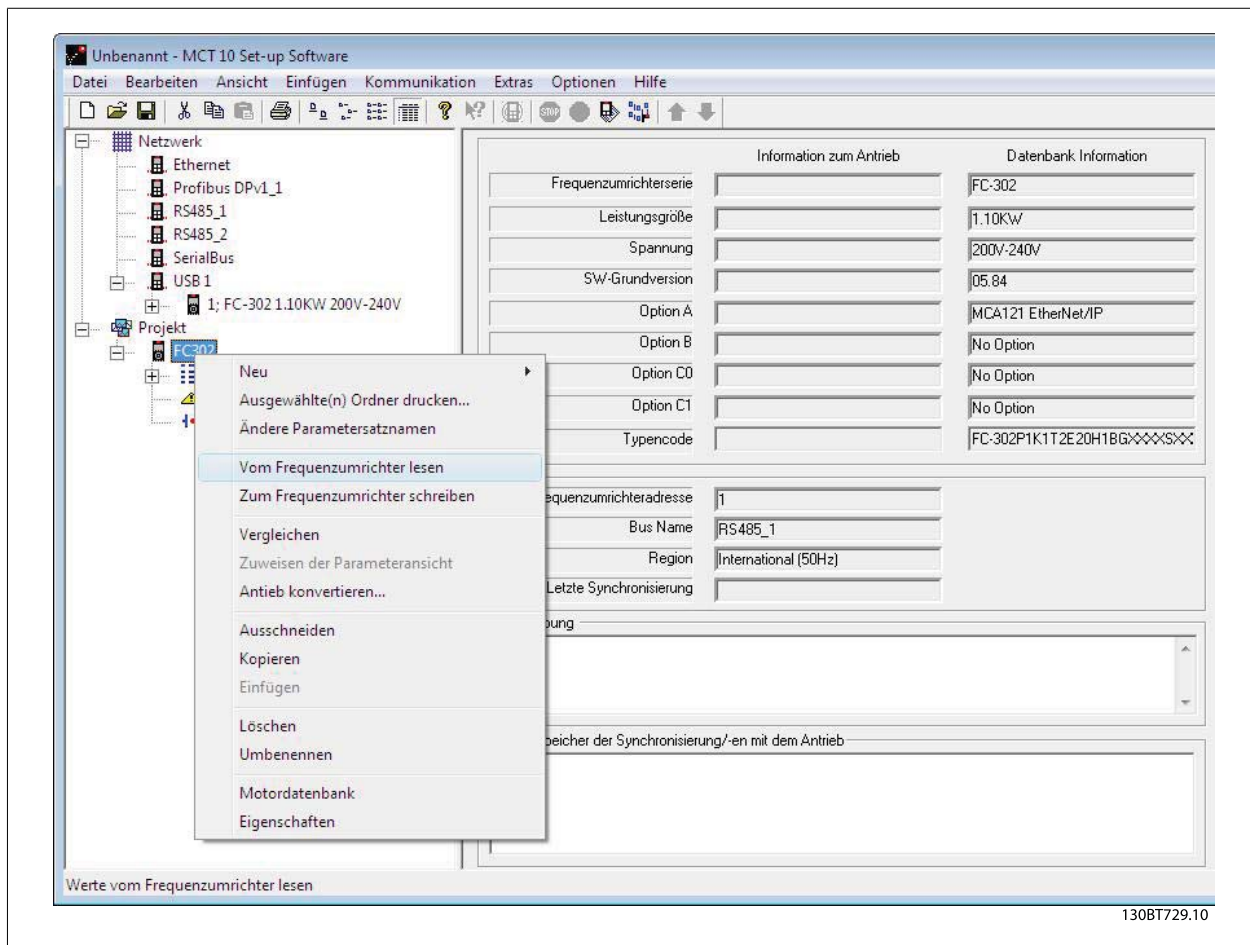 Unbenannt - MCT 10 Set-up Software
Datei Bearbeiten Ansicht Einfügen Kommunikation Extras Optionen Hilfe
STOP
Netzwerk
Ethernet
Profibus DPv1_1
RS485_1
RS485_2
SerialBus
USB 1
1; FC-302 1.10KW 200V-240V
Projekt
FC302
Neu
Ausgewählte(n) Ordner drucken...
Ändere Parametersatznamen
Vom Frequenzumrichter lesen
Zum Frequenzumrichter schreiben
Vergleichen
Zuweisen der Parameteransicht
Antieb konvertieren...
Ausschneiden
Kopieren
Einfügen
Löschen
Umbenennen
Motordatenbank
Eigenschaften
Information zum Antrieb Datenbank Information
Frequenzumrichterserie FC-302
Leistungsgröße 1.10KW
Spannung 200V-240V
SW-Grundversion 05.84
Option A MCA121 EtherNet/IP
Option B No Option
Option C0 No Option
Option C1 No Option
Typencode FC-302P1K1T2E20H1BGXXXXSXX
equenzumrichteradresse 1
Bus Name RS485_1
Region International (50Hz)
Letzte Synchronisierung
bung
peicher der Synchronisierung/-en mit dem Antrieb
Werte vom Frequenzumrichter lesen
130BT729.10